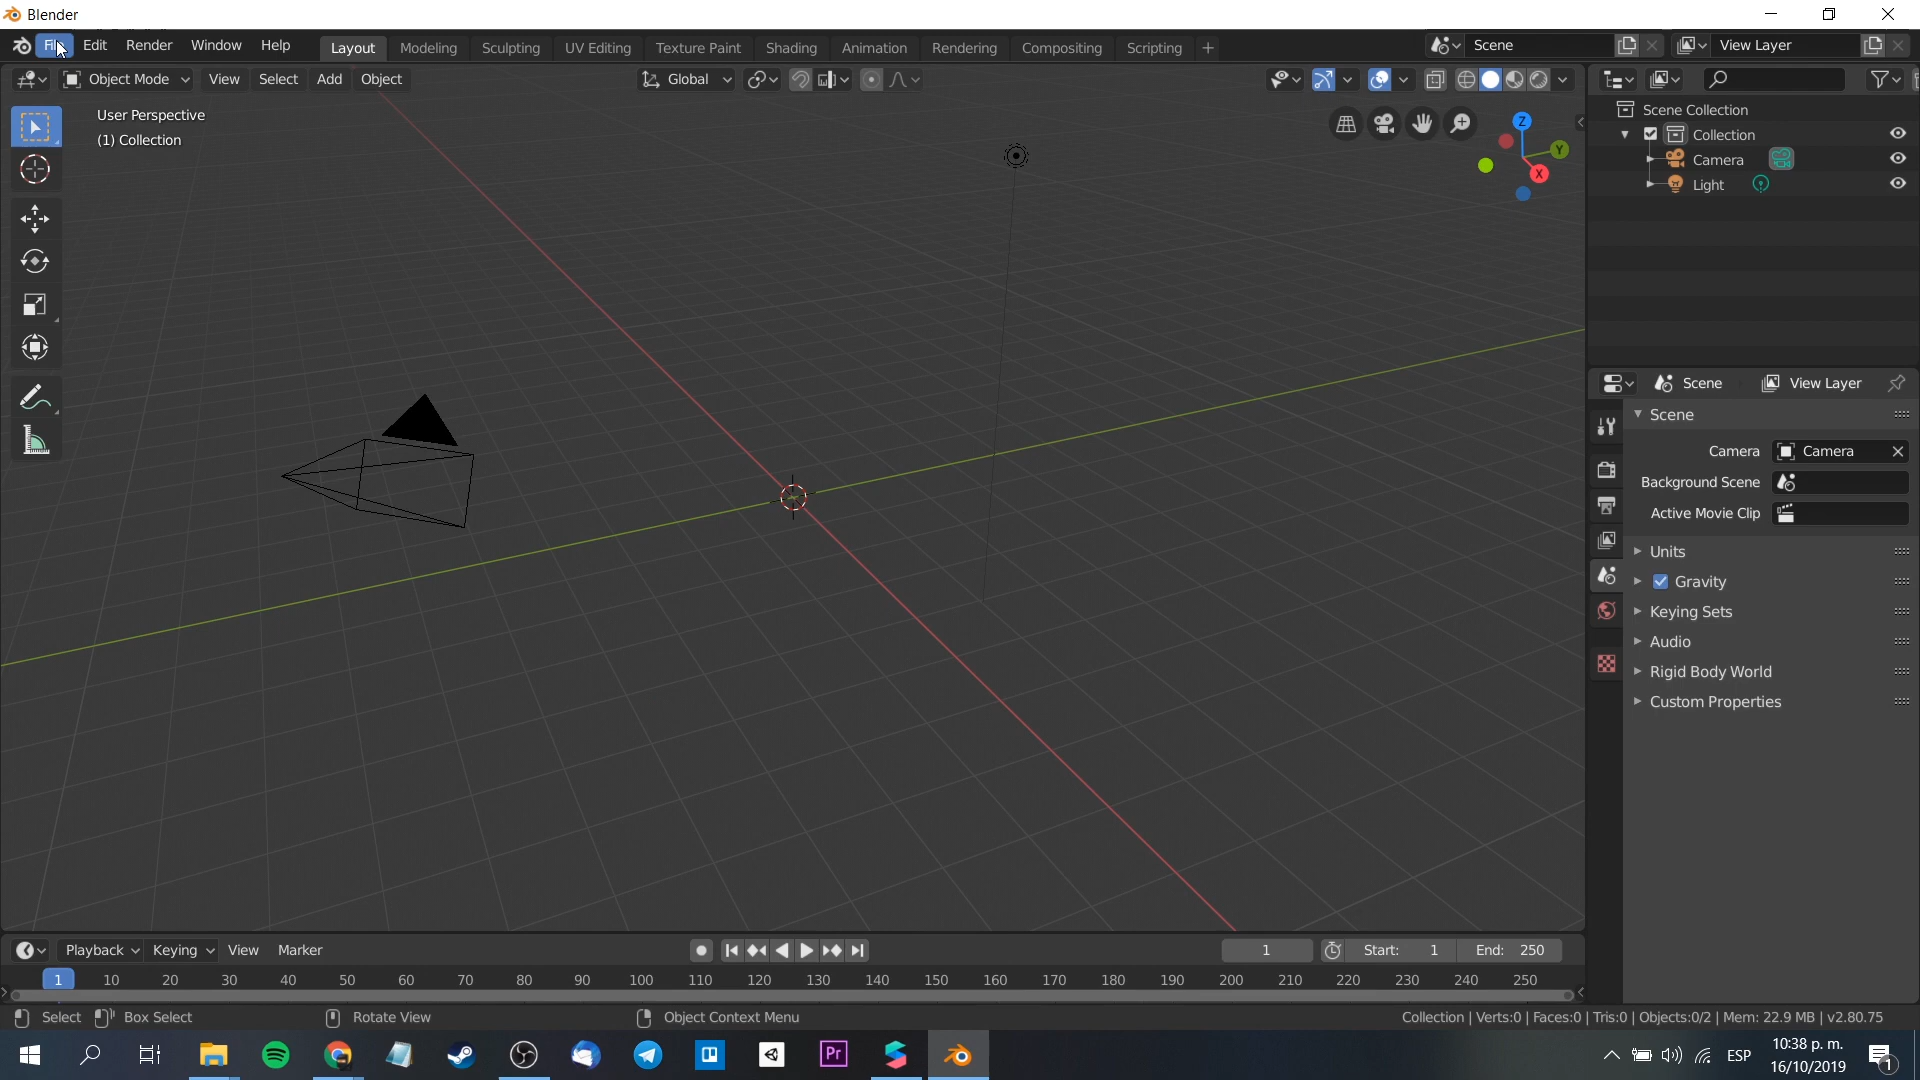 Blender
File Edit Render Window Help Layout Modeling Sculpting UV Editing Texture Paint Shading Animation Rendering Compositing Scripting + Scene View Layer
Object Mode View Select Add Object Global
User Perspective
(1) Collection
Z
Y
X
Scene Collection
Collection
Camera
Light
Scene View Layer
Scene
Camera Camera
Background Scene
Active Movie Clip
Units
Gravity
Keying Sets
Audio
Rigid Body World
Custom Properties
Playback Keying View Marker 1 Start: 1 End: 250
1 10 20 30 40 50 60 70 80 90 100 110 120 130 140 150 160 170 180 190 200 210 220 230 240 250
Select Box Select Rotate View Object Context Menu Collection | Verts:0 | Faces:0 | Tris:0 | Objects:0/2 | Mem: 22.9 MB | v2.80.75
Pr ESP 10:38 p. m.
16/10/2019
1